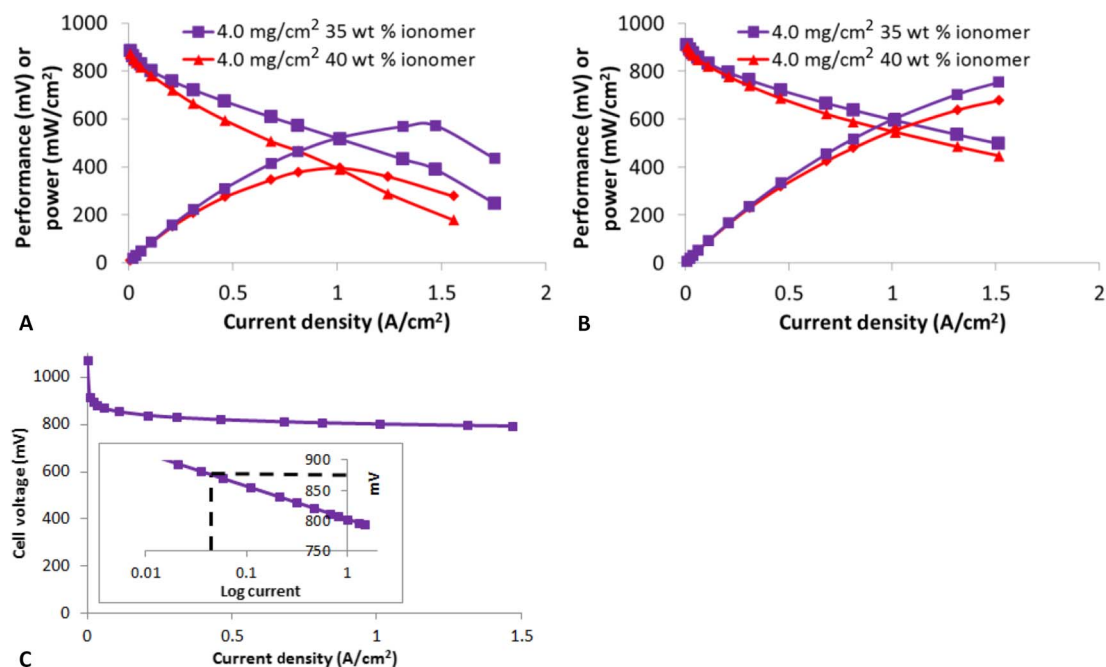 1000
800
600
400
200
0
Performance (mV) or
power (mW/cm²)
4.0 mg/cm² 35 wt % ionomer
4.0 mg/cm² 40 wt % ionomer
0
0.5
1
1.5
2
Current density (A/cm²)
A
1000
800
600
400
200
0
Performance (mV) or
power (mW/cm²)
4.0 mg/cm² 35 wt % ionomer
4.0 mg/cm² 40 wt % ionomer
0
0.5
1
1.5
2
Current density (A/cm²)
B
1000
800
600
400
200
0
Cell voltage (mV)
900
850
800
750
mV
0.01
0.1
1
Log current
0
0.5
1
1.5
Current density (A/cm²)
C